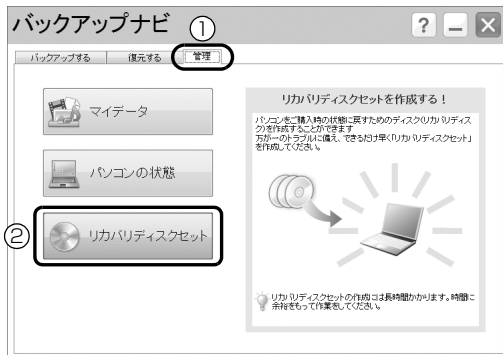 バックアップナビ
①
? － ×
バックアップする 復元する 管理
マイデータ
パソコンの状態
②
リカバリディスクセット
リカバリディスクセットを作成する！
パソコンをご購入時の状態に戻すためのディスク(リカバリディス
ク)を作成することができます
万が一のトラブルに備え、できるだけ早く「リカバリディスクセット」
を作成してください。
リカバリディスクセットの作成には長時間かかります。時間に
余裕をもって作業をしてください。